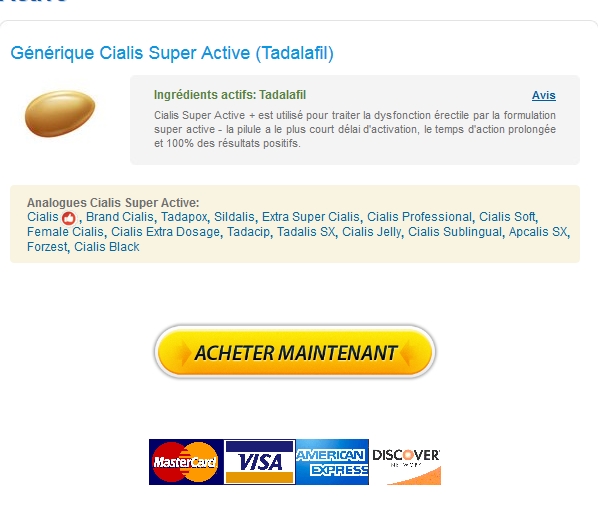 Générique Cialis Super Active (Tadalafil)
Ingrédients actifs: Tadalafil
Avis
Cialis Super Active + est utilisé pour traiter la dysfonction érectile par la formulation
super active - la pilule a le plus court délai d'activation, le temps d'action prolongée
et 100% des résultats positifs.
Analogues Cialis Super Active:
Cialis , Brand Cialis, Tadapox, Sildalis, Extra Super Cialis, Cialis Professional, Cialis Soft,
Female Cialis, Cialis Extra Dosage, Tadacip, Tadalis SX, Cialis Jelly, Cialis Sublingual, Apcalis SX,
Forzest, Cialis Black
ACHETER MAINTENANT
MasterCard VISA AMERICAN EXPRESS DISCOVER NETWORK